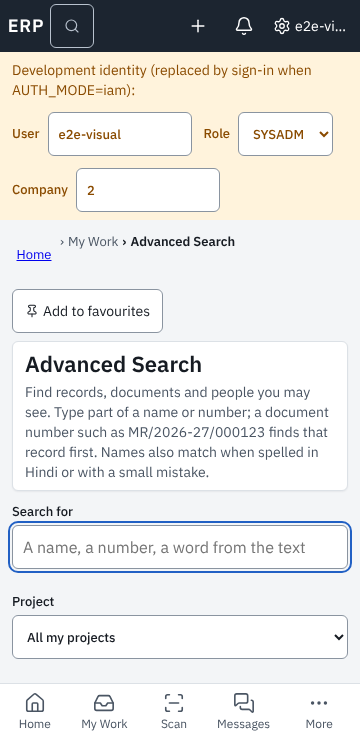 ERP
e2e-vi...
Development identity (replaced by sign-in when
AUTH_MODE=iam):
User e2e-visual Role SYSADM
Company 2
Home › My Work › Advanced Search
Add to favourites
Advanced Search
Find records, documents and people you may
see. Type part of a name or number; a document
number such as MR/2026-27/000123 finds that
record first. Names also match when spelled in
Hindi or with a small mistake.
Search for
A name, a number, a word from the text
Project
All my projects
Home My Work Scan Messages More